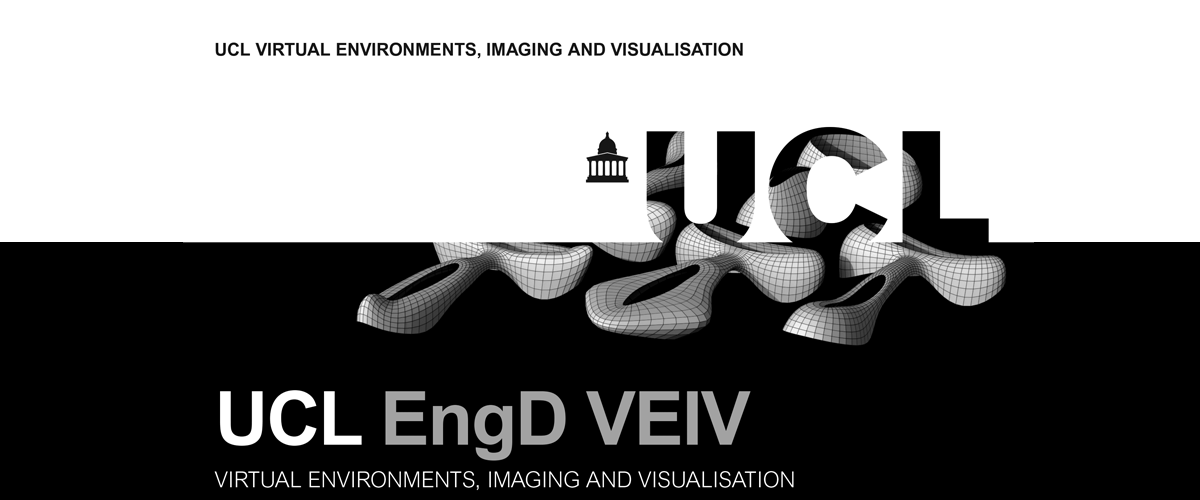 UCL VIRTUAL ENVIRONMENTS, IMAGING AND VISUALISATION
UCL
UCL EngD VEIV
VIRTUAL ENVIRONMENTS, IMAGING AND VISUALISATION